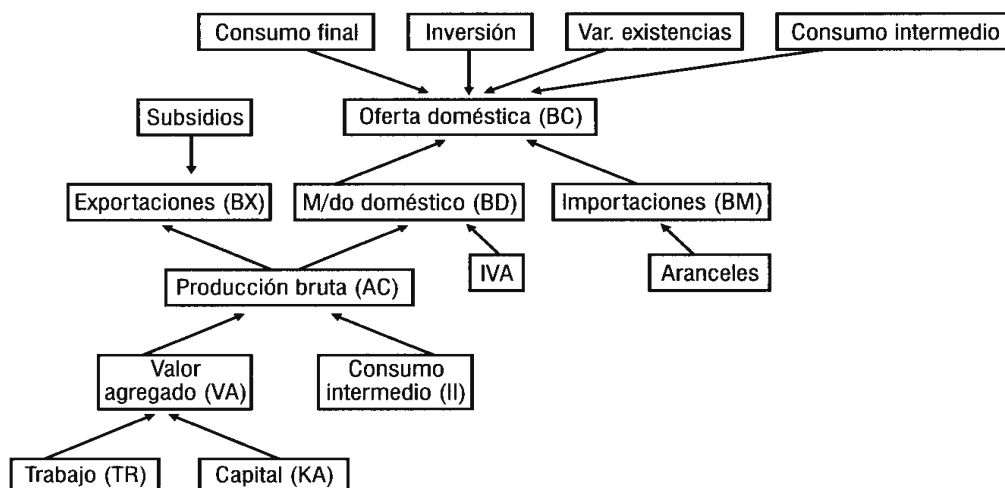 Consumo final
Inversión
Var. existencias
Consumo intermedio
Subsidios
Oferta doméstica (BC)
Exportaciones (BX)
M/do doméstico (BD)
Importaciones (BM)
IVA
Aranceles
Producción bruta (AC)
Valor
agregado (VA)
Consumo
intermedio (II)
Trabajo (TR)
Capital (KA)